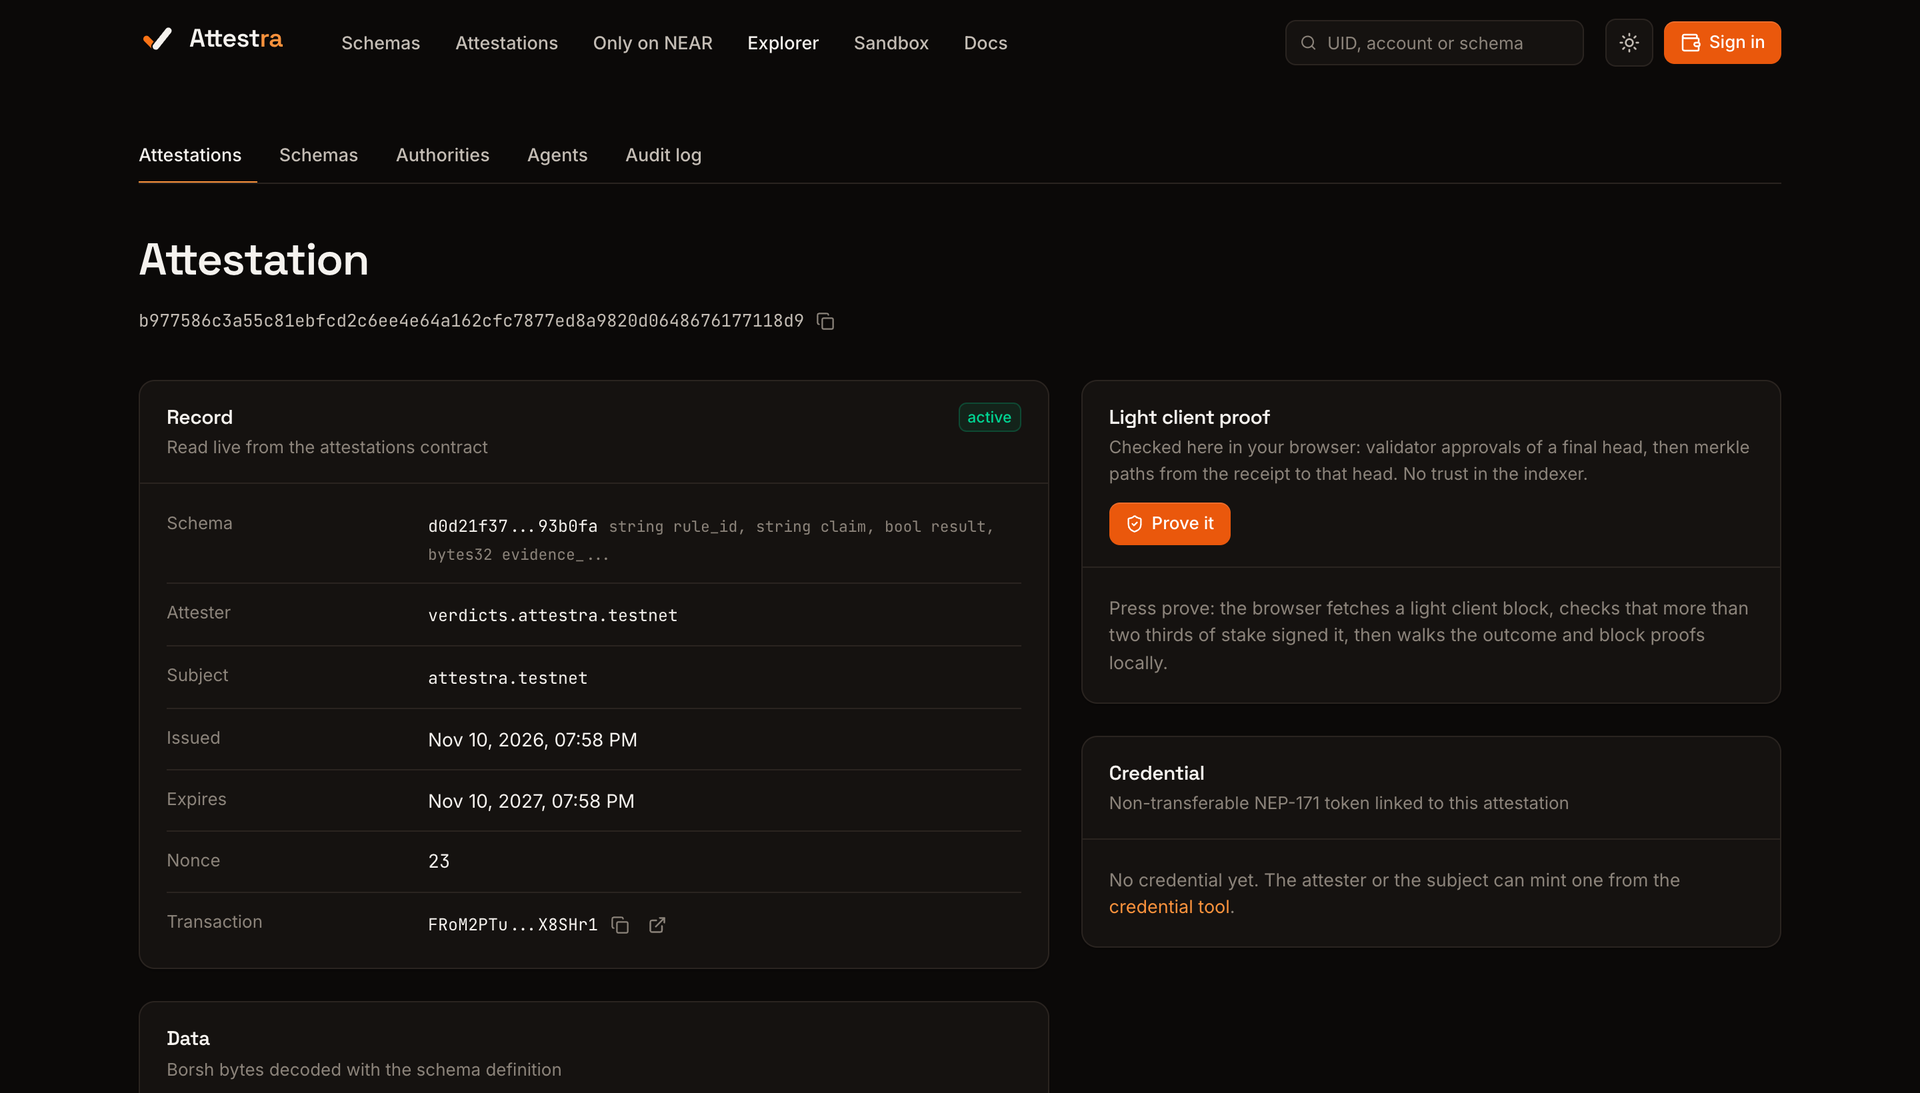 Attestra
Schemas
Attestations
Only on NEAR
Explorer
Sandbox
Docs
UID, account or schema
Sign in
Attestations
Schemas
Authorities
Agents
Audit log
Attestation
b977586c3a55c81ebfcd2c6ee4e64a162cfc7877ed8a9820d0648676177118d9
Record
active
Read live from the attestations contract
Schema
d0d21f37...93b0fa string rule_id, string claim, bool result,
bytes32 evidence_...
Attester
verdicts.attestra.testnet
Subject
attestra.testnet
Issued
Nov 10, 2026, 07:58 PM
Expires
Nov 10, 2027, 07:58 PM
Nonce
23
Transaction
FRoM2PTu...X8SHr1
Data
Borsh bytes decoded with the schema definition
Light client proof
Checked here in your browser: validator approvals of a final head, then merkle
paths from the receipt to that head. No trust in the indexer.
Prove it
Press prove: the browser fetches a light client block, checks that more than
two thirds of stake signed it, then walks the outcome and block proofs
locally.
Credential
Non-transferable NEP-171 token linked to this attestation
No credential yet. The attester or the subject can mint one from the
credential tool.